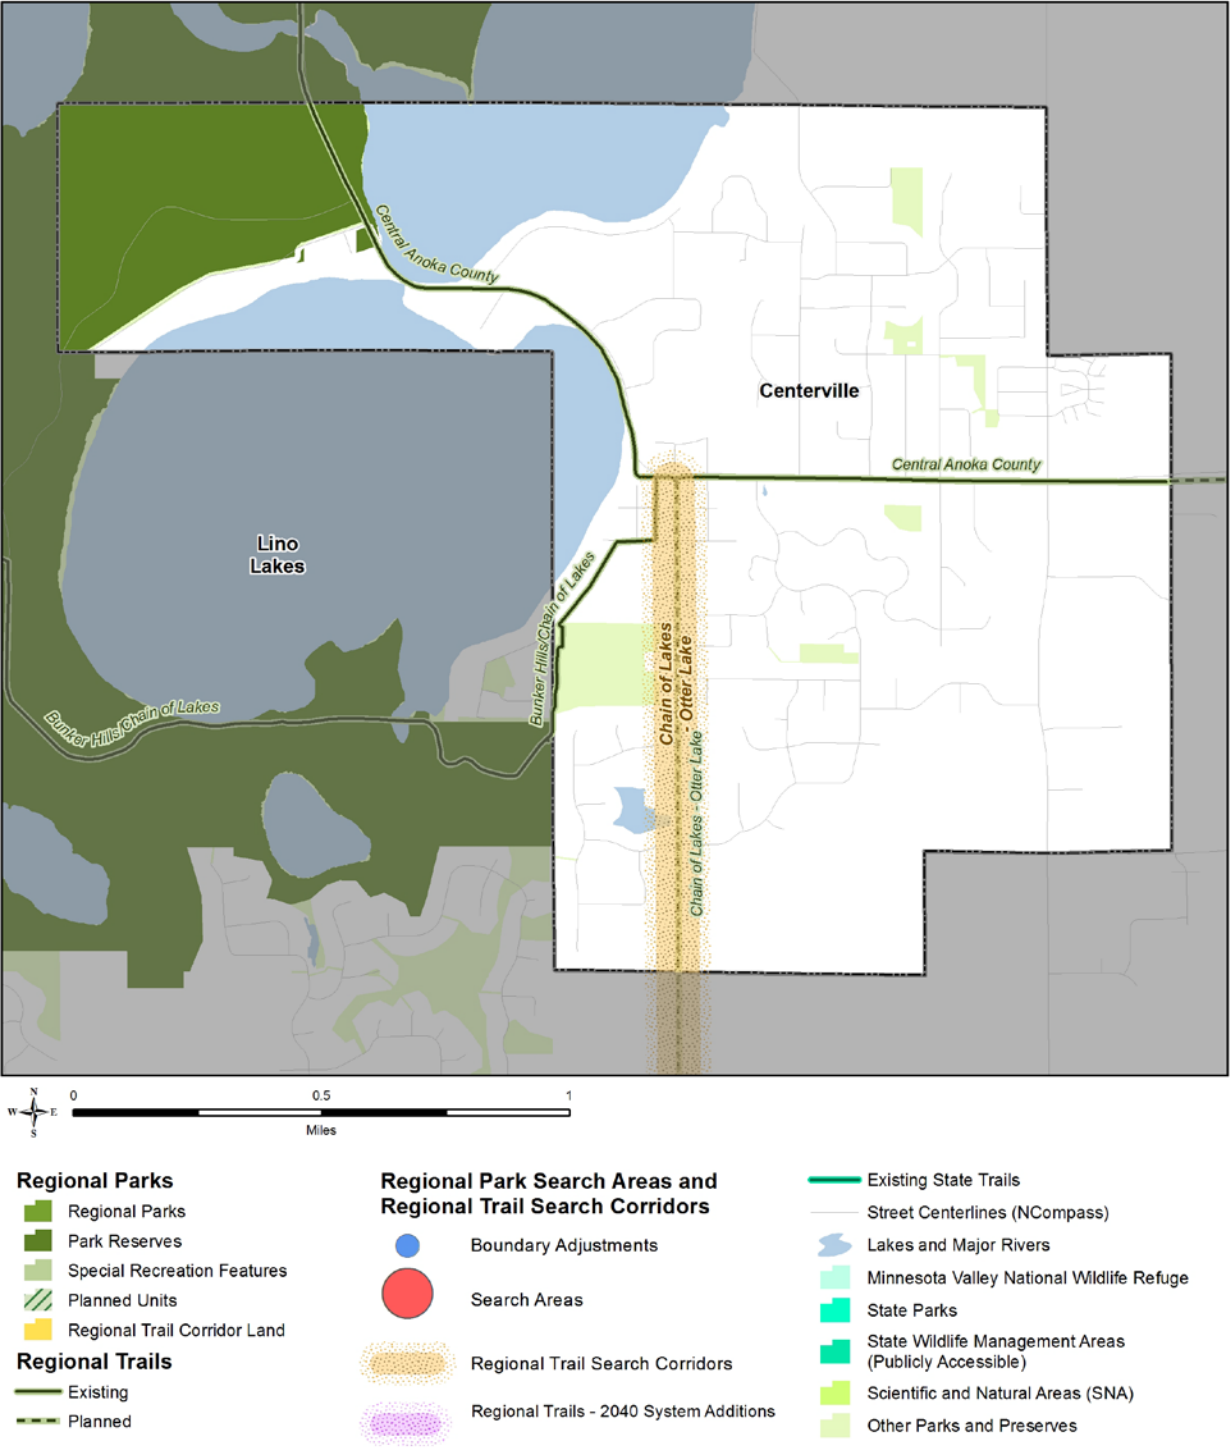 Central Anoka County
Centerville
Central Anoka County
Lino
Lakes
Bunker Hills/Chain of Lakes
Chain of Lakes
- Otter Lake
Bunker Hills/Chain of Lakes
Chain of Lakes - Otter Lake
N
W E
S
0 0.5 1
Miles
Regional Parks
Regional Parks
Park Reserves
Special Recreation Features
Planned Units
Regional Trail Corridor Land
Regional Trails
Existing
Planned
Regional Park Search Areas and
Regional Trail Search Corridors
Boundary Adjustments
Search Areas
Regional Trail Search Corridors
Regional Trails - 2040 System Additions
Existing State Trails
Street Centerlines (NCompass)
Lakes and Major Rivers
Minnesota Valley National Wildlife Refuge
State Parks
State Wildlife Management Areas
(Publicly Accessible)
Scientific and Natural Areas (SNA)
Other Parks and Preserves